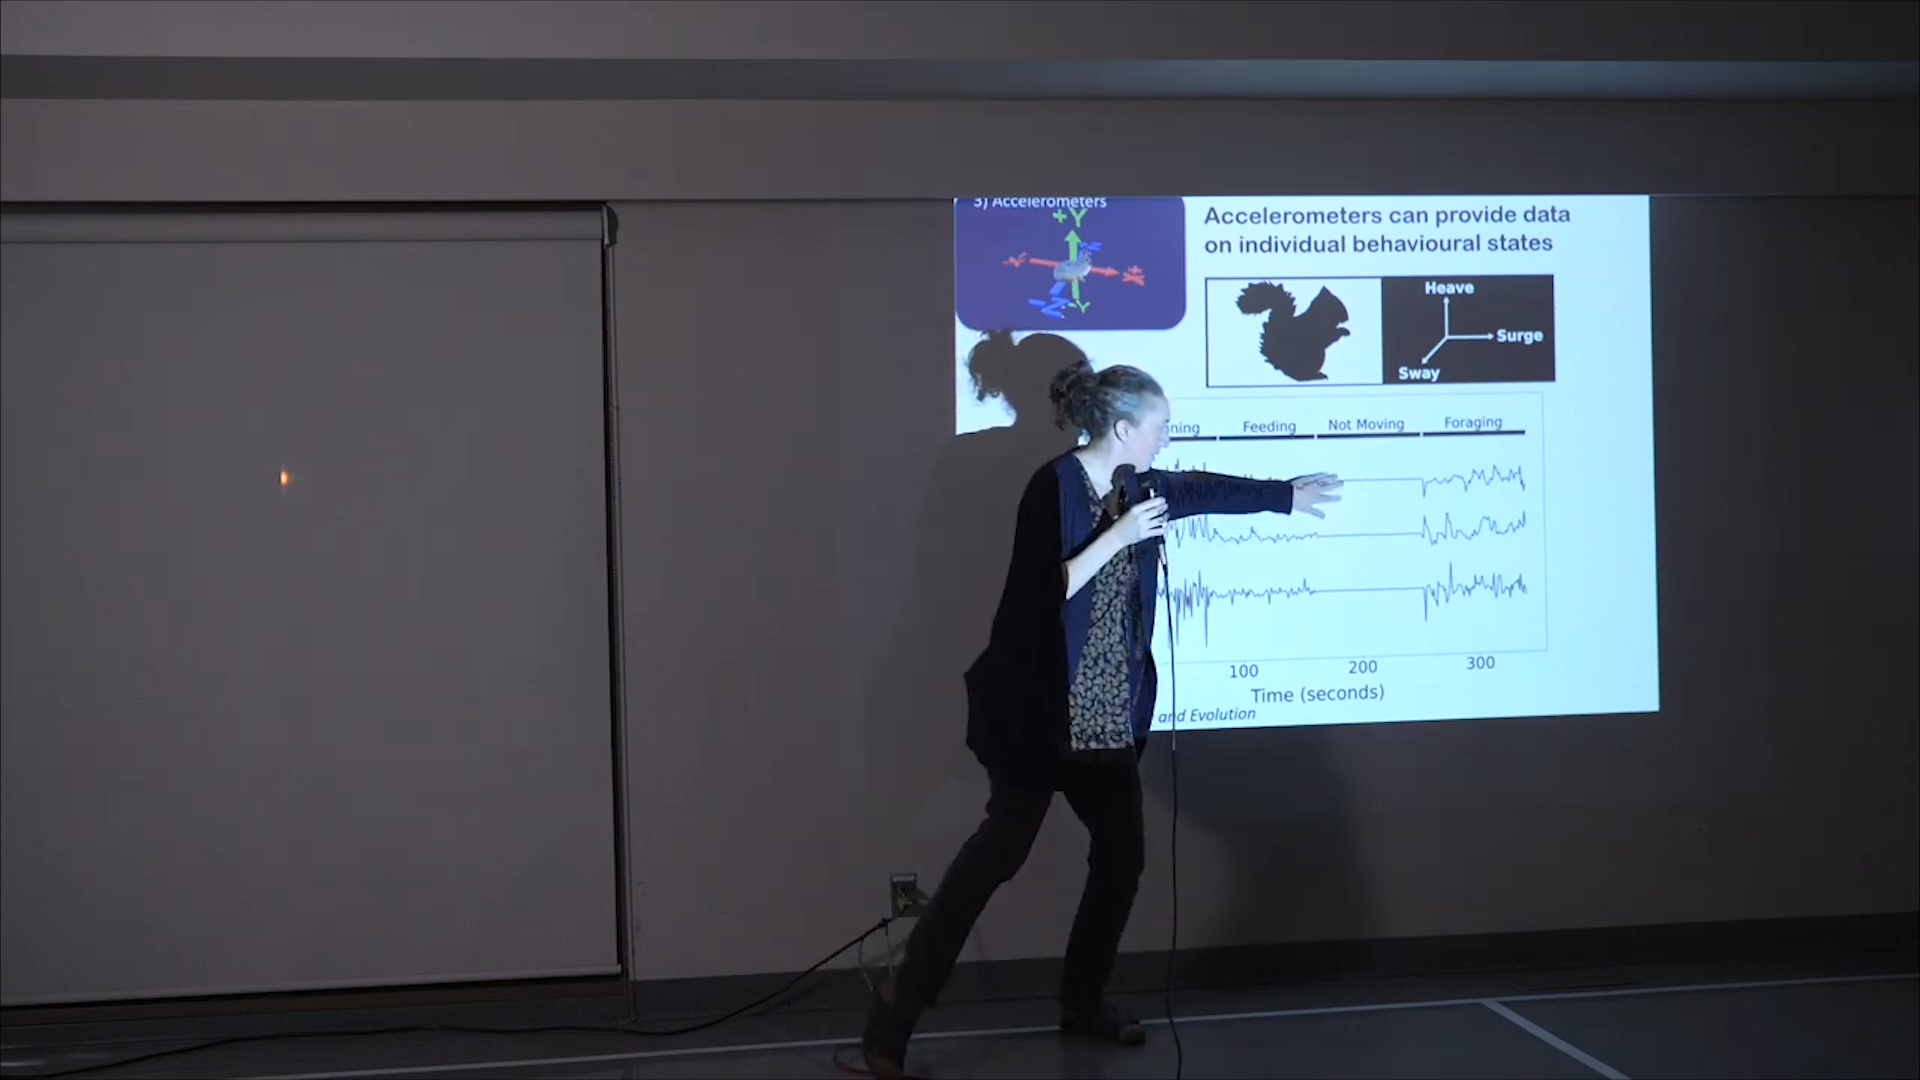 3) Accelerometers
+Y
-X
+X
-Y
Accelerometers can provide data
on individual behavioural states
Heave
Surge
Sway
Feeding
Not Moving
Foraging
100
200
300
Time (seconds)
and Evolution